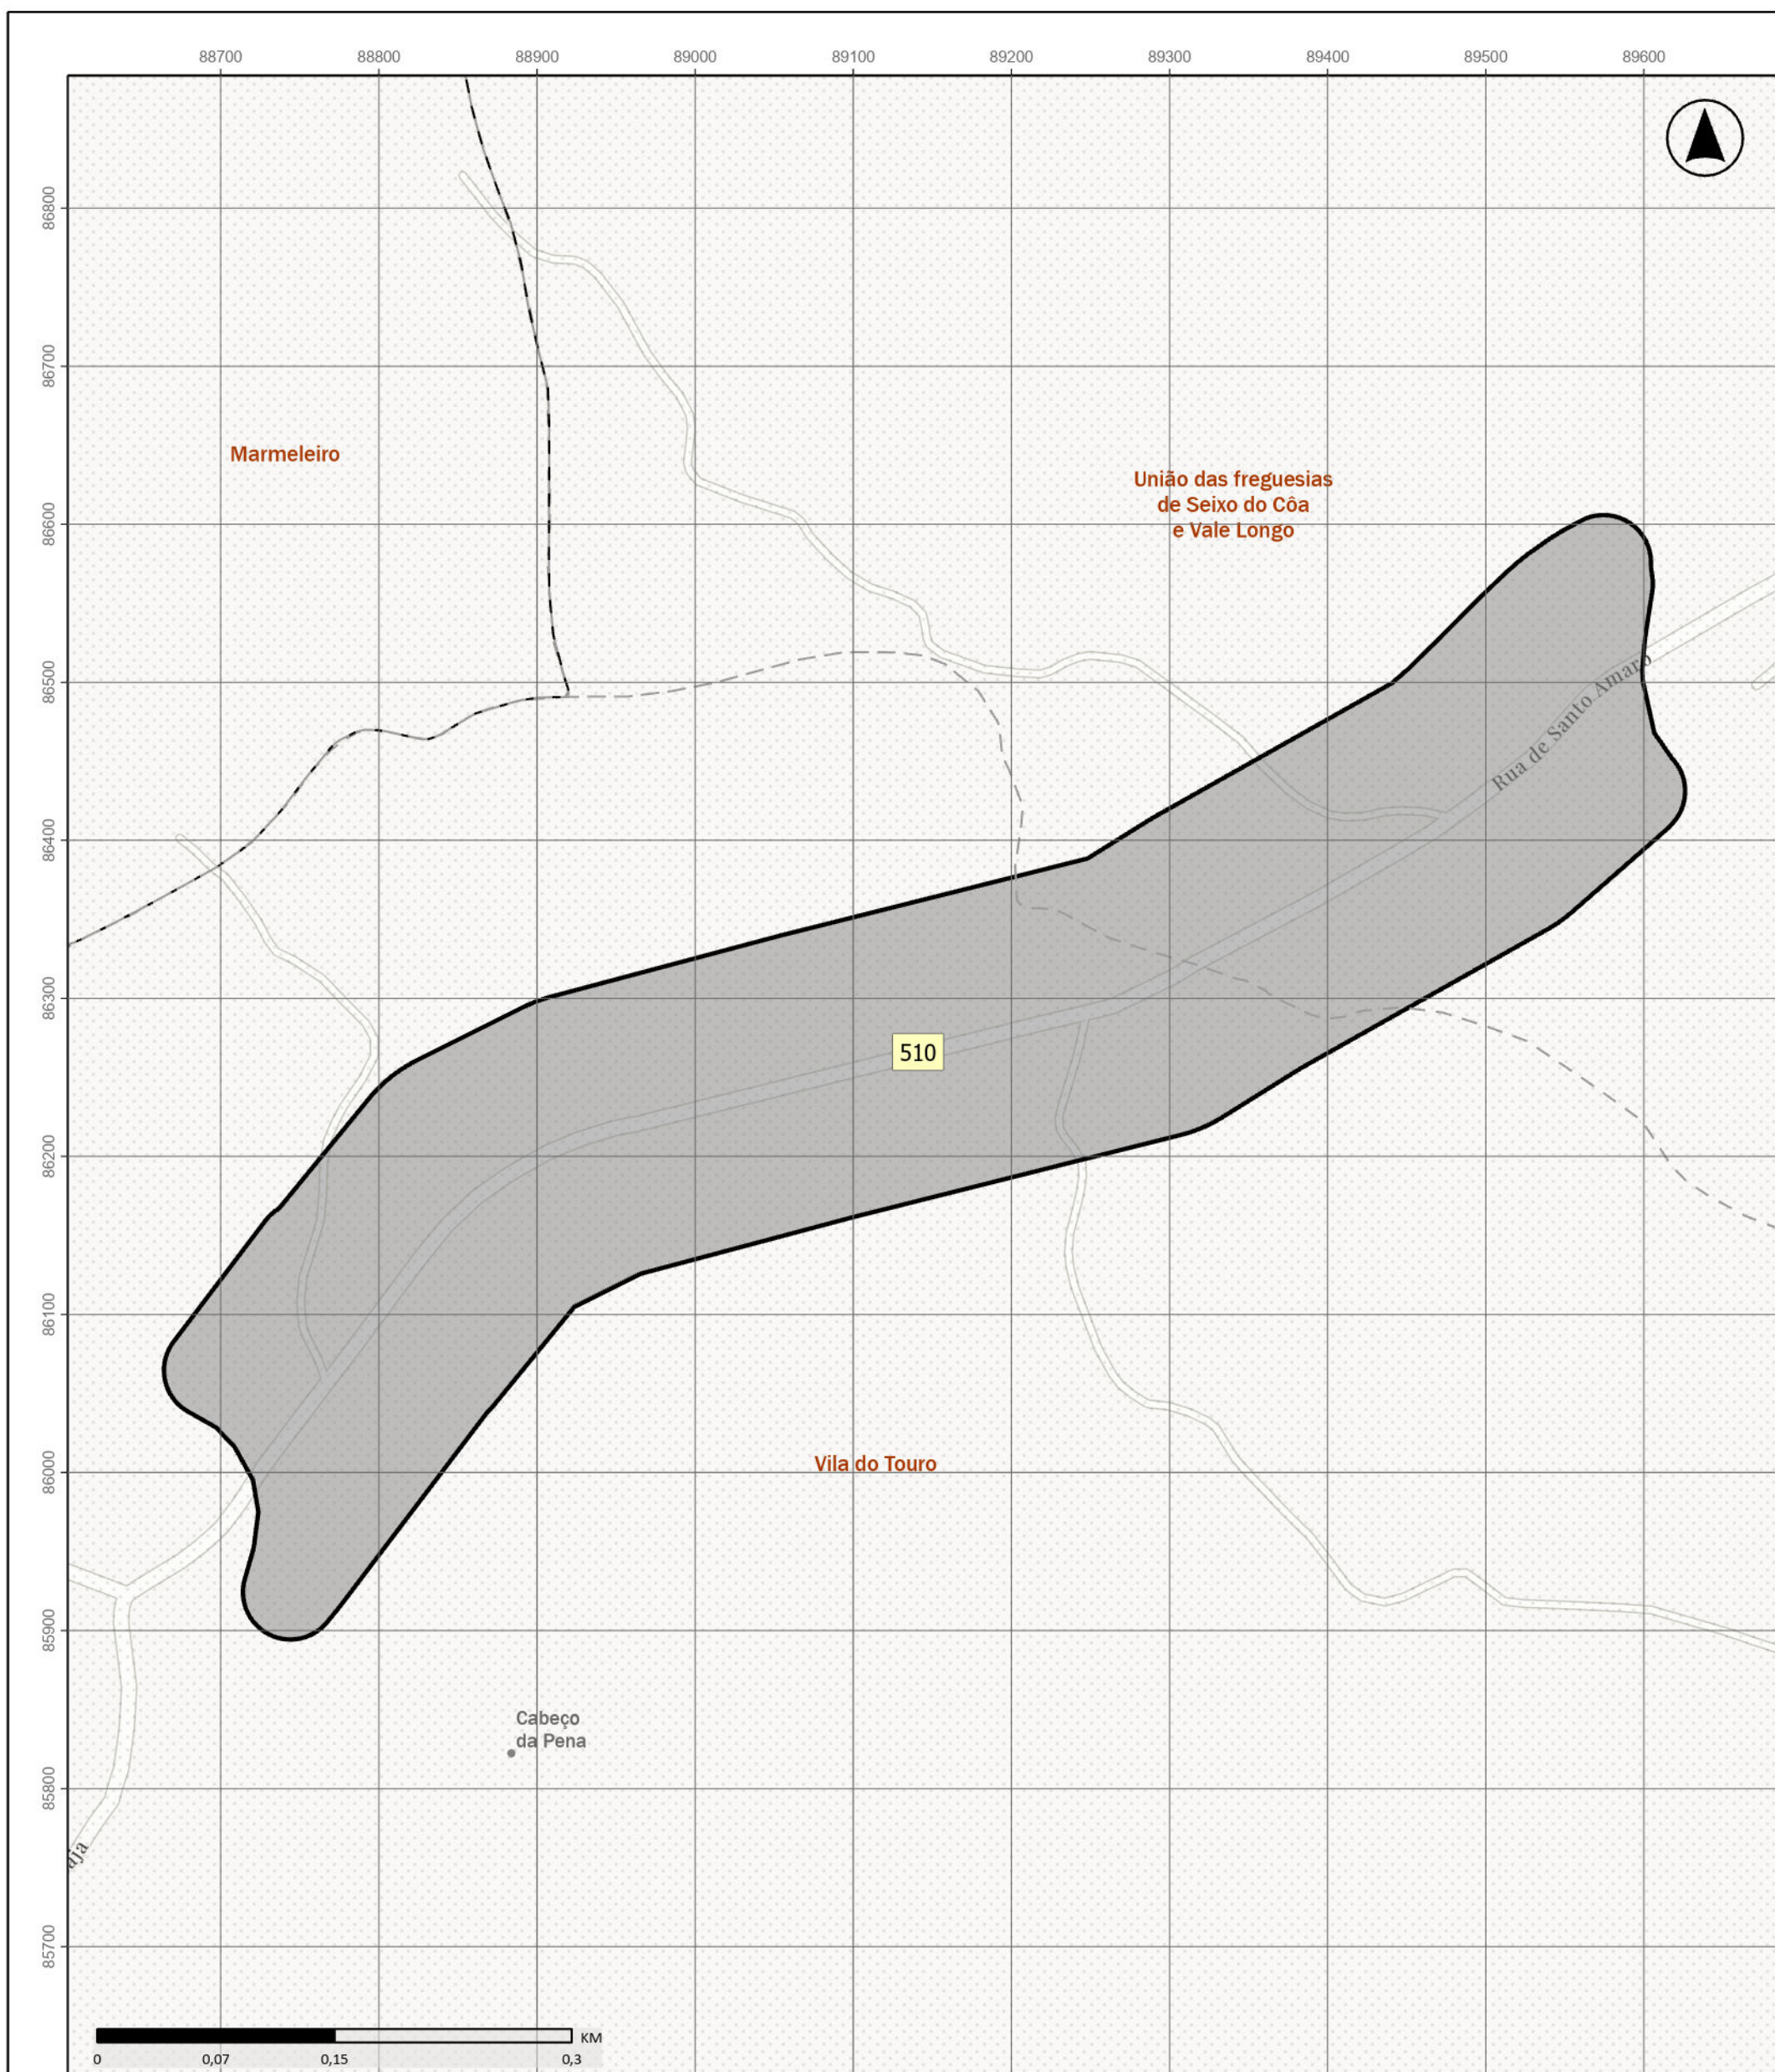 88700 88800 88900 89000 89100 89200 89300 89400 89500 89600
86800
86700
Marmeleiro
União das freguesias
de Seixo do Côa
e Vale Longo
86600
86500
Rua de Santo Amaro
86400
86300
510
86200
86100
86000
Vila do Touro
85900
Cabeço
da Pena
85800
85700
KM
0 0,07 0,15 0,3